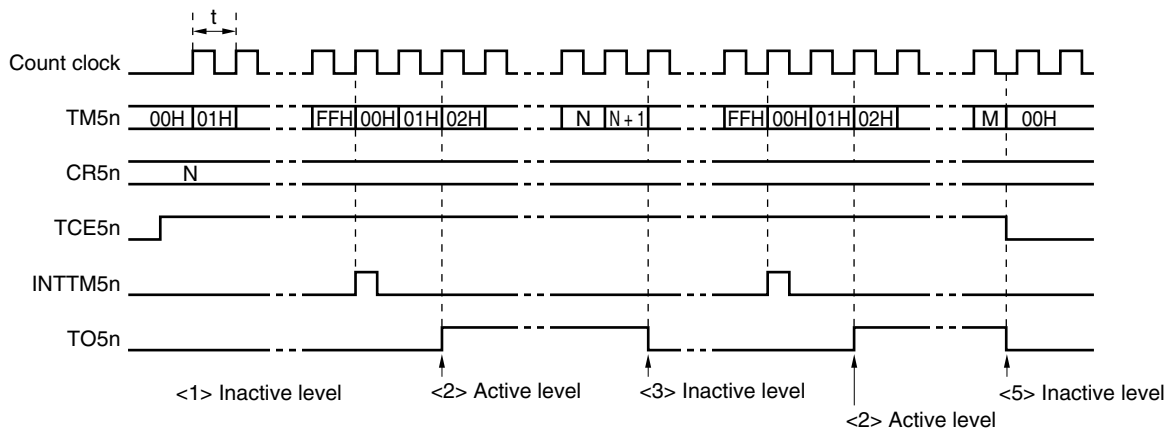 t
Count clock
TM5n 00H 01H FFH 00H 01H 02H N N + 1 FFH 00H 01H 02H M 00H
CR5n N
TCE5n
INTTM5n
TO5n
<1> Inactive level <2> Active level <3> Inactive level <5> Inactive level
<2> Active level